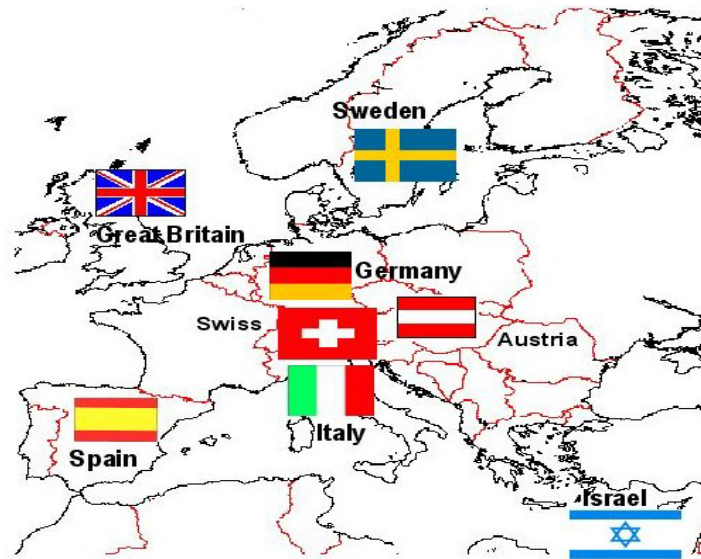 Sweden
Great Britain
Germany
Swiss
Austria
Italy
Spain
Israel